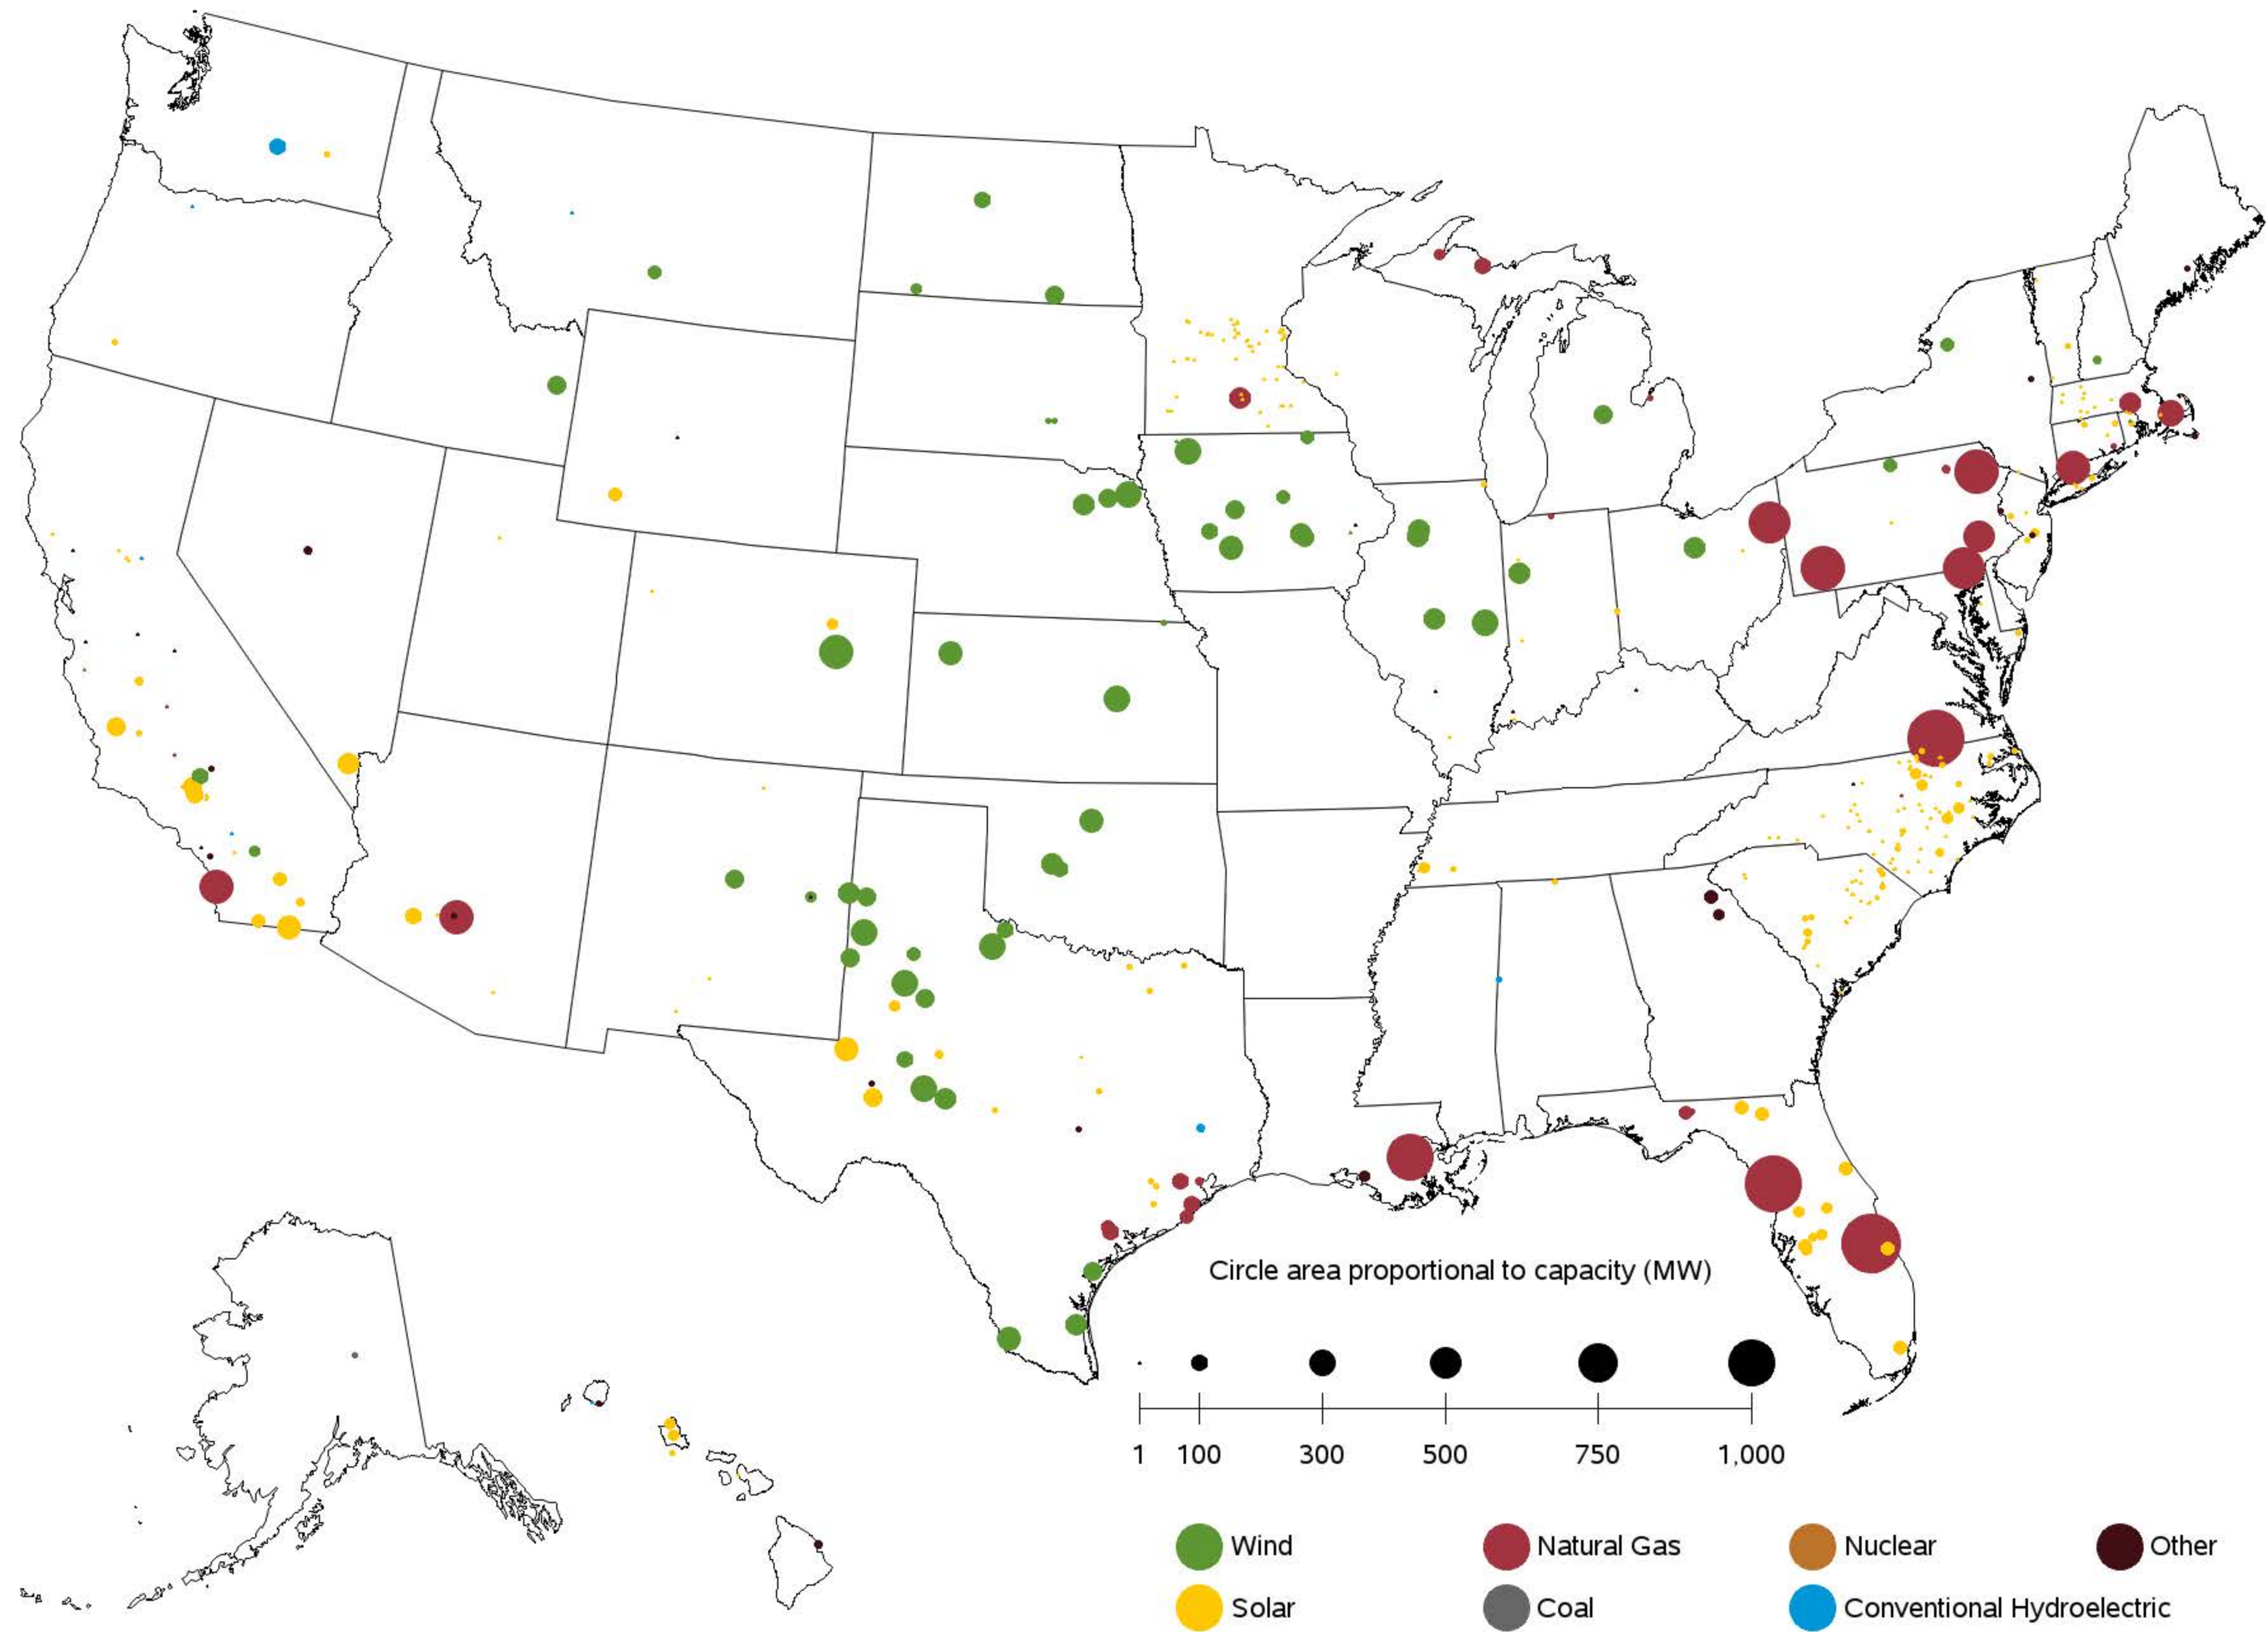 Circle area proportional to capacity (MW)
1 100 300 500 750 1,000
Wind Natural Gas Nuclear Other
Solar Coal Conventional Hydroelectric